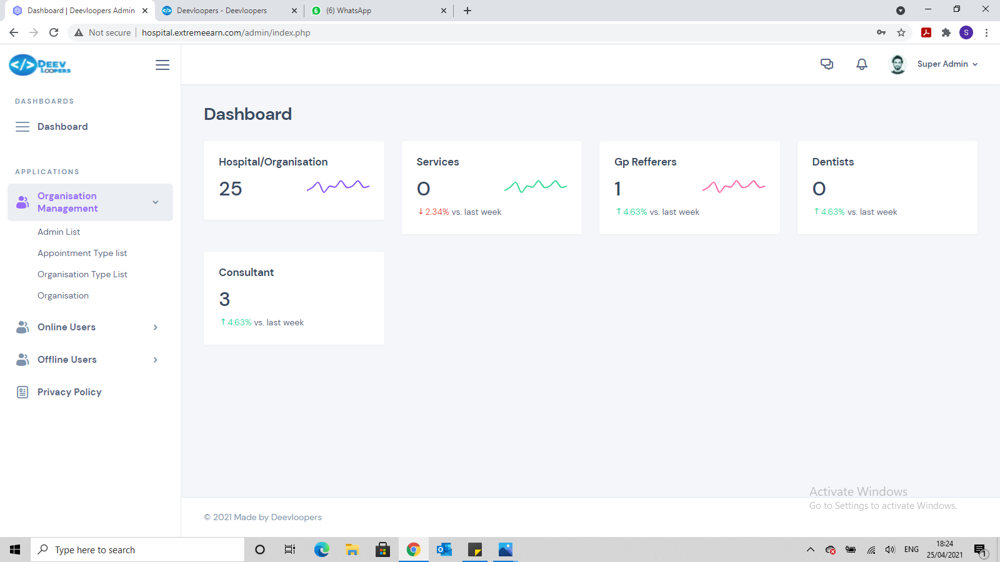 Dashboard | Deevloopers Admin
Deevloopers - Deevloopers
6
(6) WhatsApp
Not secure
hospital.extremeearn.com/admin/index.php
S
</> DEEV
LOOPERS
Super Admin
DASHBOARDS
Dashboard
APPLICATIONS
Organisation
Management
Admin List
Appointment Type list
Organisation Type List
Organisation
Online Users
Offline Users
Privacy Policy
Dashboard
Hospital/Organisation
25
Services
0
↓2.34% vs. last week
Gp Refferers
1
↑4.63% vs. last week
Dentists
0
↑4.63% vs. last week
Consultant
3
↑4.63% vs. last week
Activate Windows
Go to Settings to activate Windows.
© 2021 Made by Deevloopers
Type here to search
ENG
18:24
25/04/2021
1